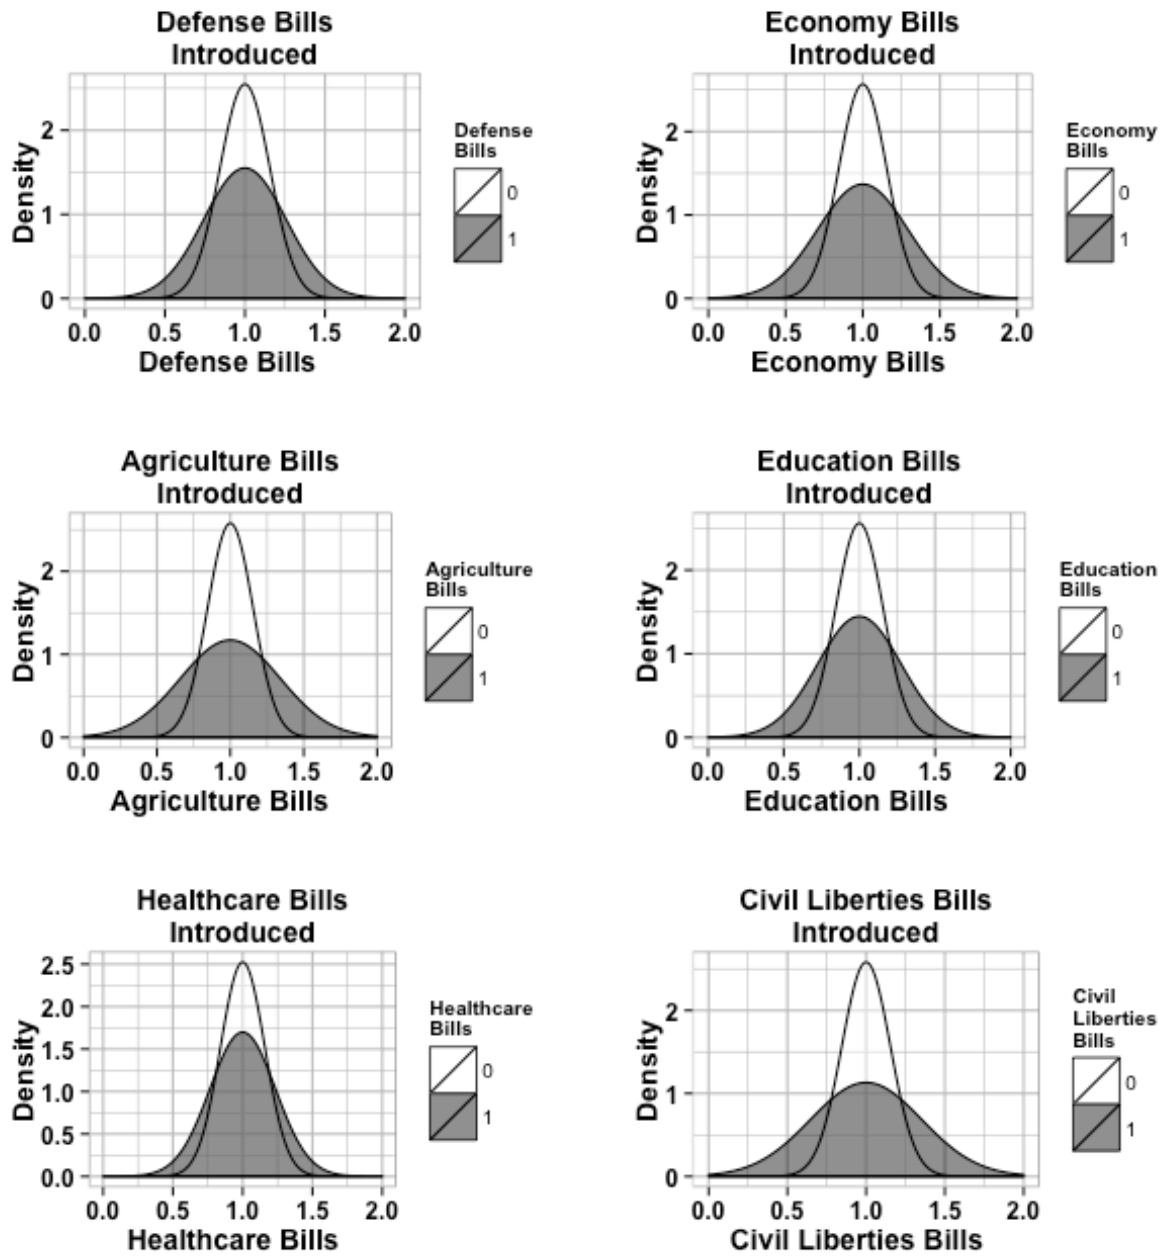 Defense Bills
Introduced
Density
2
1
0
0.0 0.5 1.0 1.5 2.0
Defense Bills
Defense
Bills
0
1
Economy Bills
Introduced
Density
2
1
0
0.0 0.5 1.0 1.5 2.0
Economy Bills
Economy
Bills
0
1
Agriculture Bills
Introduced
Density
2
1
0
0.0 0.5 1.0 1.5 2.0
Agriculture Bills
Agriculture
Bills
0
1
Education Bills
Introduced
Density
2
1
0
0.0 0.5 1.0 1.5 2.0
Education Bills
Education
Bills
0
1
Healthcare Bills
Introduced
Density
2.5
2.0
1.5
1.0
0.5
0.0
0.0 0.5 1.0 1.5 2.0
Healthcare Bills
Healthcare
Bills
0
1
Civil Liberties Bills
Introduced
Density
2
1
0
0.0 0.5 1.0 1.5 2.0
Civil Liberties Bills
Civil
Liberties
Bills
0
1